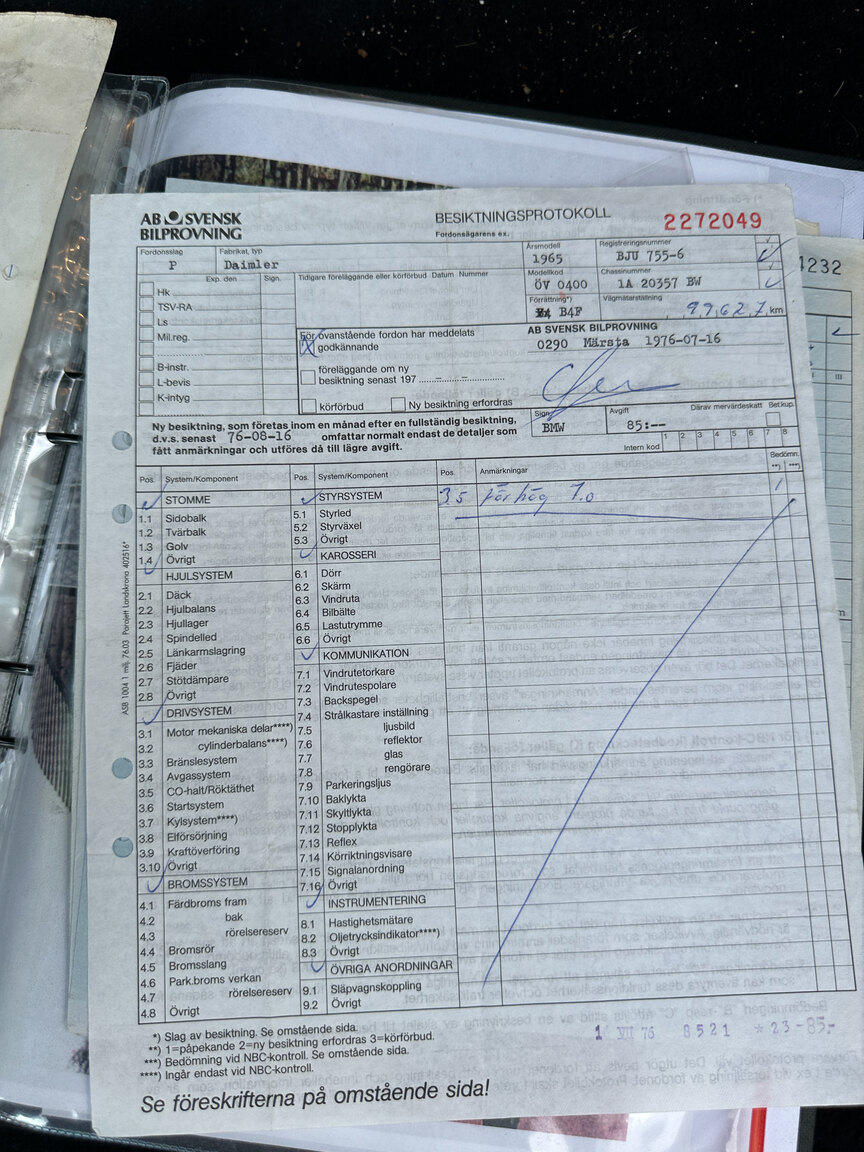 AB SVENSK
BILPROVNING
BESIKTNINGSPROTOKOLL
Fordonsägarens ex.
2272049
Fordonsslag
P
Fabrikat, typ
Daimler
Årsmodell
1965
Registreringsnummer
BJU 755-6
Modellkod
ÖV 0400
Chassinummer
1A 20357 BW
Förrättning*)
B4F
Vägmätarställning
99627 km
Exp. den
Sign.
Tidigare föreläggande eller körförbud Datum Nummer
Hk
TSV-RA
Ls
Mil.reg.
B-instr.
L-bevis
K-intyg
För ovanstående fordon har meddelats
X godkännande
föreläggande om ny
besiktning senast 197
körförbud
Ny besiktning erfordras
AB SVENSK BILPROVNING
0290 Märsta 1976-07-16
Sign.
BMW
Avgift
85:--
Därav mervärdeskatt
Bet.kup.
Intern kod 1 2 3 4 5 6 7 8
Ny besiktning, som företas inom en månad efter en fullständig besiktning,
d.v.s. senast 76-08-16 omfattar normalt endast de detaljer som
fått anmärkningar och utföres då till lägre avgift.
Pos. System/Komponent
STOMME
1.1 Sidobalk
1.2 Tvärbalk
1.3 Golv
1.4 Övrigt
HJULSYSTEM
2.1 Däck
2.2 Hjulbalans
2.3 Hjullager
2.4 Spindelled
2.5 Länkarmslagring
2.6 Fjäder
2.7 Stötdämpare
2.8 Övrigt
DRIVSYSTEM
3.1 Motor mekaniska delar****)
3.2 cylinderbalans****)
3.3 Bränslesystem
3.4 Avgassystem
3.5 CO-halt/Röktäthet
3.6 Startsystem
3.7 Kylsystem****)
3.8 Elförsörjning
3.9 Kraftöverföring
3.10 Övrigt
BROMSSYSTEM
4.1 Färdbroms fram
4.2 bak
4.3 rörelsereserv
4.4 Bromsrör
4.5 Bromsslang
4.6 Park.broms verkan
4.7 rörelsereserv
4.8 Övrigt
Pos. System/Komponent
STYRSYSTEM
5.1 Styrled
5.2 Styrväxel
5.3 Övrigt
KAROSSERI
6.1 Dörr
6.2 Skärm
6.3 Vindruta
6.4 Bilbälte
6.5 Lastutrymme
6.6 Övrigt
KOMMUNIKATION
7.1 Vindrutetorkare
7.2 Vindrutespolare
7.3 Backspegel
7.4 Strålkastare inställning
7.5 ljusbild
7.6 reflektor
7.7 glas
7.8 rengörare
7.9 Parkeringsljus
7.10 Baklykta
7.11 Skyltlykta
7.12 Stopplykta
7.13 Reflex
7.14 Körriktningsvisare
7.15 Signalanordning
7.16 Övrigt
INSTRUMENTERING
8.1 Hastighetsmätare
8.2 Oljetrycksindikator****)
8.3 Övrigt
ÖVRIGA ANORDNINGAR
9.1 Släpvagnskoppling
9.2 Övrigt
Pos. Anmärkningar
Bedömn.
**) ***)
35 för hög 7.0 1
ASB 1004 1 milj. 76.03 Parajett Landskrona 402516*
*) Slag av besiktning. Se omstående sida.
**) 1=påpekande 2=ny besiktning erfordras 3=körförbud.
***) Bedömning vid NBC-kontroll. Se omstående sida.
****) Ingår endast vid NBC-kontroll.
VII 76 8521 * 23-85.-
Se föreskrifterna på omstående sida!
4232